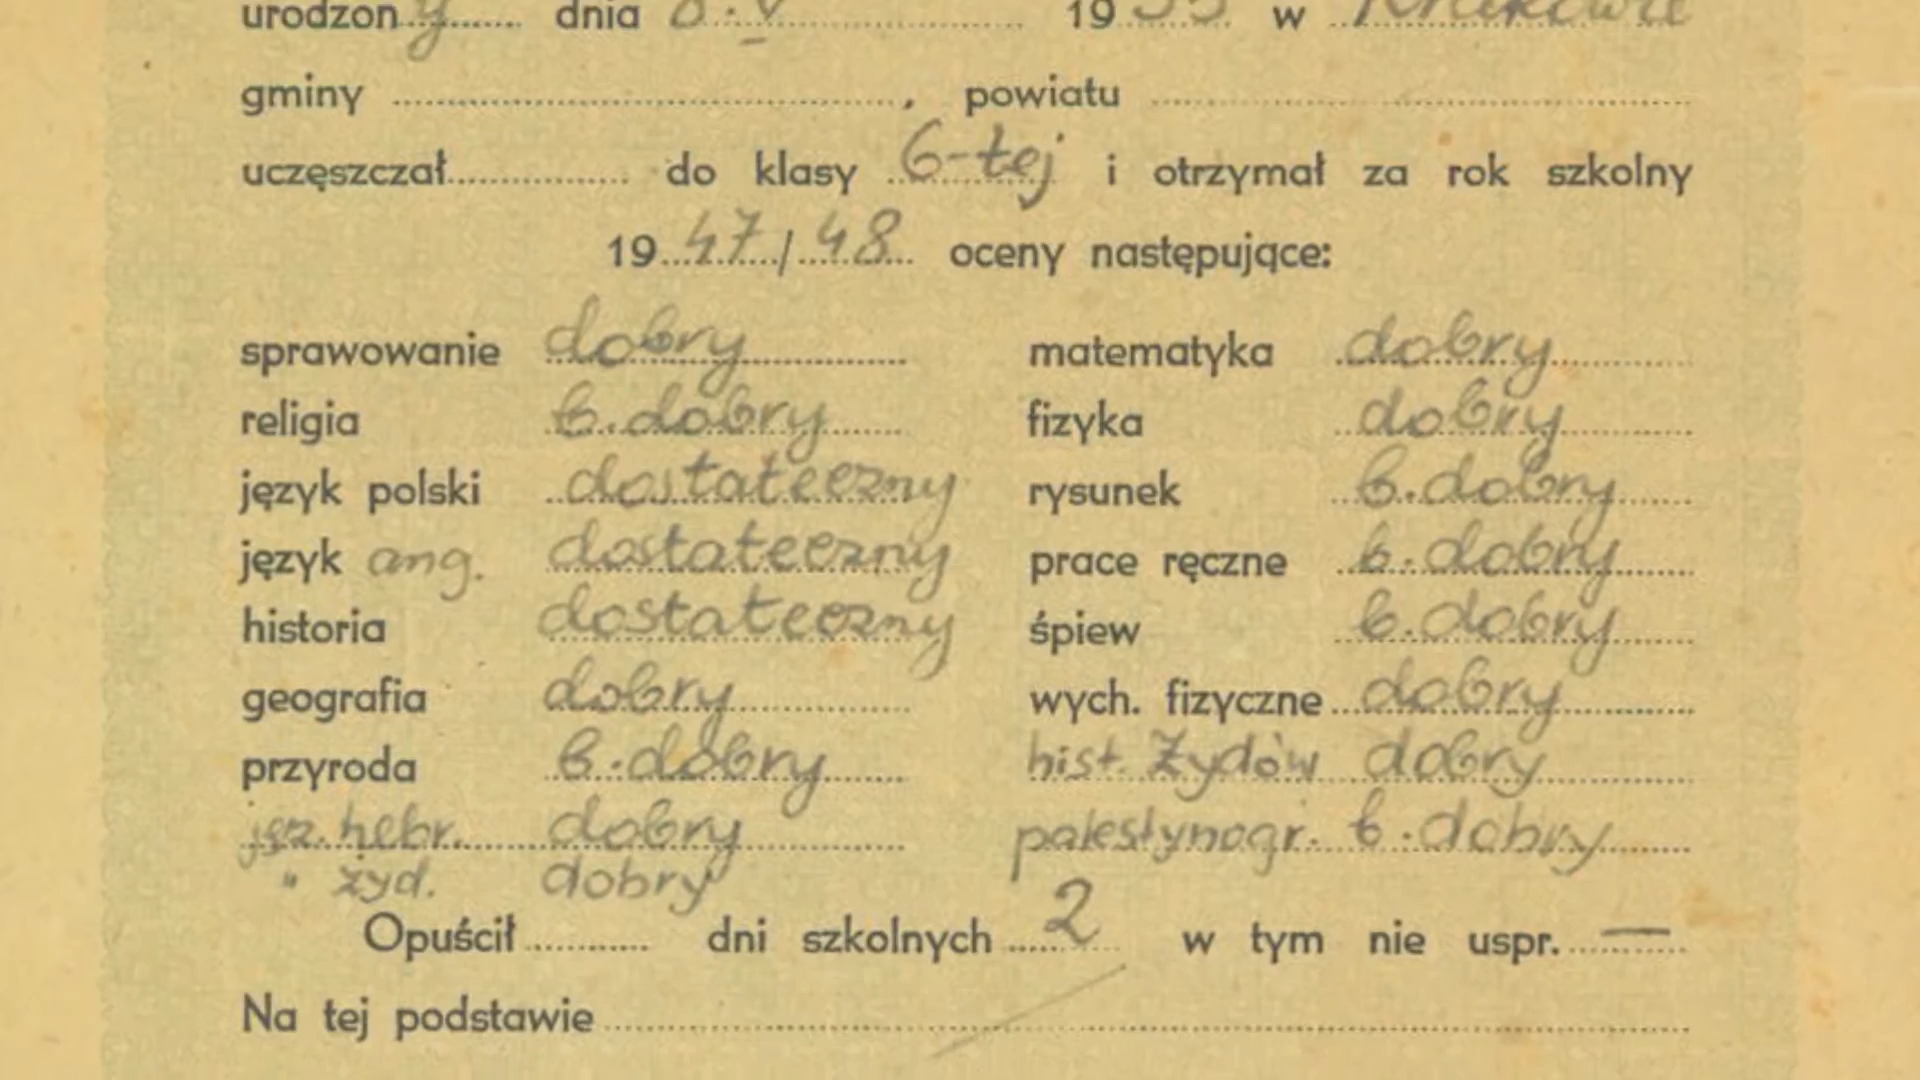 urodzony dnia 8.V 1935 w Krakowie
gminy , powiatu
uczęszczał do klasy 6-tej i otrzymał za rok szkolny
1947/48 oceny następujące:
sprawowanie dobry matematyka dobry
religia b.dobry fizyka dobry
język polski dostateczny rysunek b.dobry
język ang. dostateczny prace ręczne b.dobry
historia dostateczny śpiew b.dobry
geografia dobry wych. fizyczne dobry
przyroda b.dobry hist. Żydów dobry
jęz. hebr. dobry palestynogr. b.dobry
" żyd. dobry
Opuścił dni szkolnych 2 w tym nie uspr. —
Na tej podstawie